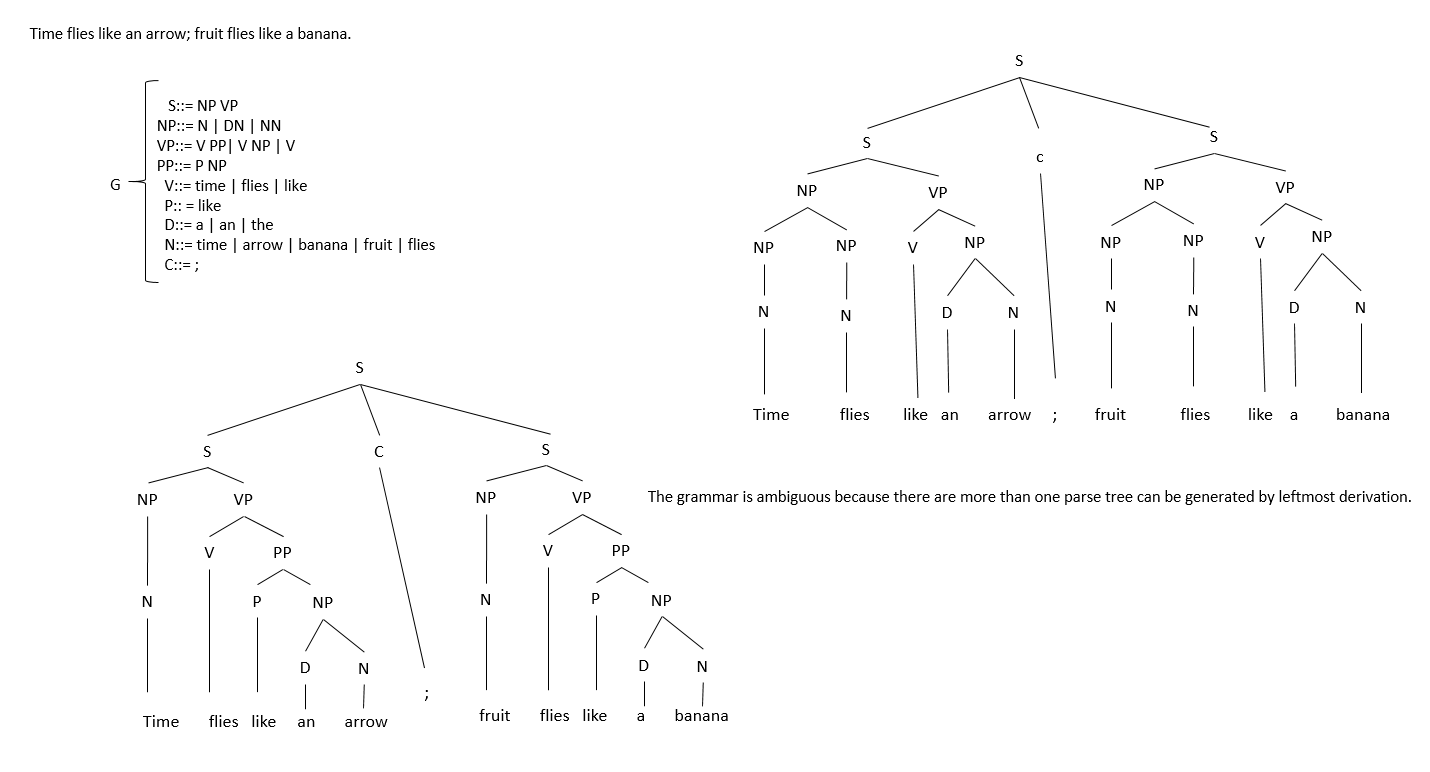 Time flies like an arrow; fruit flies like a banana.
S::= NP VP
NP::= N | DN | NN
VP::= V PP| V NP | V
PP::= P NP
G
V::= time | flies | like
P:: = like
D::= a | an | the
N::= time | arrow | banana | fruit | flies
C::= ;
S
S c S
NP VP NP VP
NP NP V NP NP NP V NP
N N D N N N D N
Time flies like an arrow ; fruit flies like a banana
S
S C S
NP VP NP VP
V PP V PP
N P NP N P NP
D N D N
;
Time flies like an arrow fruit flies like a banana
The grammar is ambiguous because there are more than one parse tree can be generated by leftmost derivation.